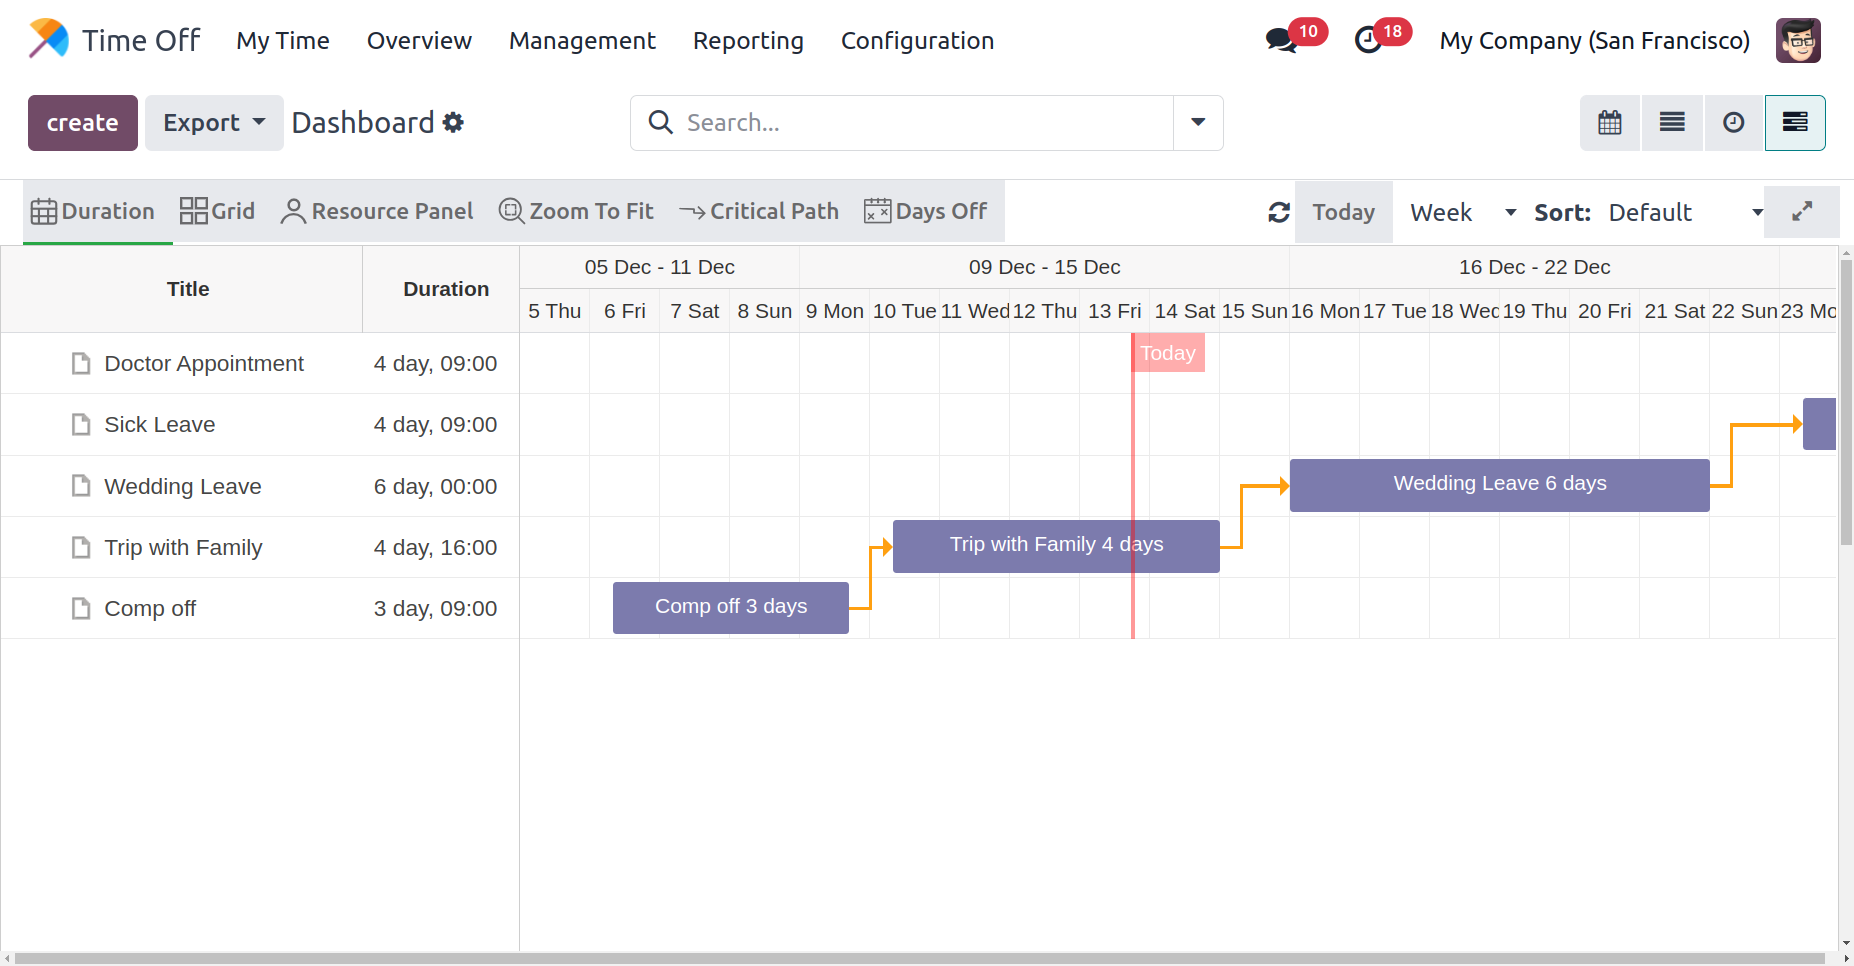 Time Off My Time Overview Management Reporting Configuration 10 18 My Company (San Francisco)
create Export Dashboard Search...
Duration Grid Resource Panel Zoom To Fit Critical Path Days Off Today Week Sort: Default
Title Duration 05 Dec - 11 Dec 09 Dec - 15 Dec 16 Dec - 22 Dec
5 Thu 6 Fri 7 Sat 8 Sun 9 Mon 10 Tue 11 Wed 12 Thu 13 Fri 14 Sat 15 Sun 16 Mon 17 Tue 18 Wed 19 Thu 20 Fri 21 Sat 22 Sun 23 Mo
Doctor Appointment 4 day, 09:00 Today
Sick Leave 4 day, 09:00
Wedding Leave 6 day, 00:00 Wedding Leave 6 days
Trip with Family 4 day, 16:00 Trip with Family 4 days
Comp off 3 day, 09:00 Comp off 3 days